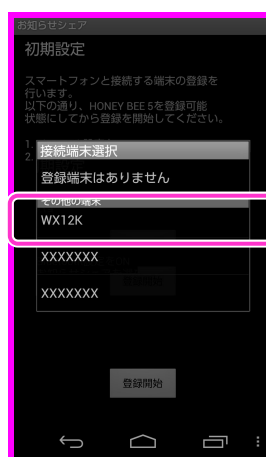 お知らせシェア
初期設定
スマートフォンと接続する端末の登録を
行います。
以下の通り、HONEY BEE 5を登録可能
状態にしてから登録を開始してください。
1.
2
接続端末選択
登録端末はありません
その他の端末
WX12K
XXXXXXX
XXXXXXX
登録開始